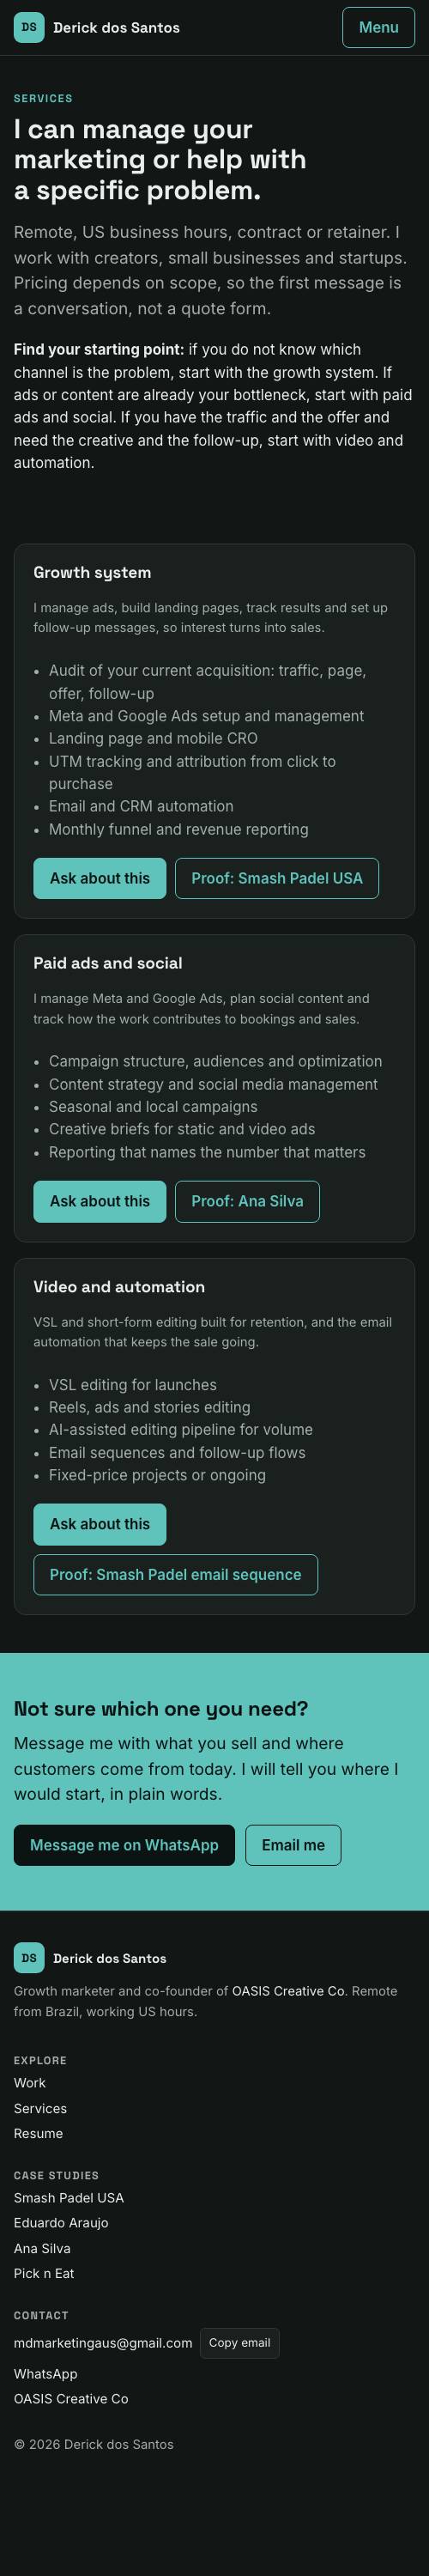 DS Derick dos Santos Menu
SERVICES
I can manage your
marketing or help with
a specific problem.
Remote, US business hours, contract or retainer. I
work with creators, small businesses and startups.
Pricing depends on scope, so the first message is
a conversation, not a quote form.
Find your starting point: if you do not know which
channel is the problem, start with the growth system. If
ads or content are already your bottleneck, start with paid
ads and social. If you have the traffic and the offer and
need the creative and the follow-up, start with video and
automation.
Growth system
I manage ads, build landing pages, track results and set up
follow-up messages, so interest turns into sales.
• Audit of your current acquisition: traffic, page,
offer, follow-up
• Meta and Google Ads setup and management
• Landing page and mobile CRO
• UTM tracking and attribution from click to
purchase
• Email and CRM automation
• Monthly funnel and revenue reporting
Ask about this Proof: Smash Padel USA
Paid ads and social
I manage Meta and Google Ads, plan social content and
track how the work contributes to bookings and sales.
• Campaign structure, audiences and optimization
• Content strategy and social media management
• Seasonal and local campaigns
• Creative briefs for static and video ads
• Reporting that names the number that matters
Ask about this Proof: Ana Silva
Video and automation
VSL and short-form editing built for retention, and the email
automation that keeps the sale going.
• VSL editing for launches
• Reels, ads and stories editing
• AI-assisted editing pipeline for volume
• Email sequences and follow-up flows
• Fixed-price projects or ongoing
Ask about this
Proof: Smash Padel email sequence
Not sure which one you need?
Message me with what you sell and where
customers come from today. I will tell you where I
would start, in plain words.
Message me on WhatsApp Email me
DS Derick dos Santos
Growth marketer and co-founder of OASIS Creative Co. Remote
from Brazil, working US hours.
EXPLORE
Work
Services
Resume
CASE STUDIES
Smash Padel USA
Eduardo Araujo
Ana Silva
Pick n Eat
CONTACT
mdmarketingaus@gmail.com Copy email
WhatsApp
OASIS Creative Co
© 2026 Derick dos Santos